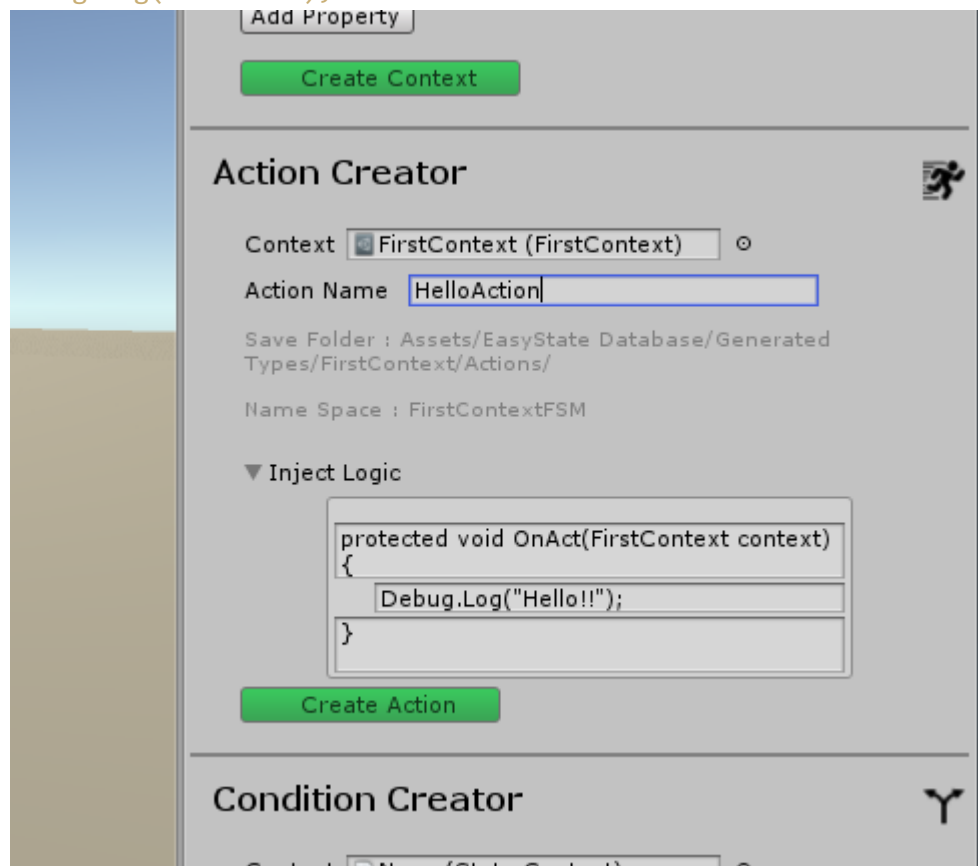 Add Property
Create Context
Action Creator
Context FirstContext (FirstContext)
Action Name HelloAction
Save Folder : Assets/EasyState Database/Generated
Types/FirstContext/Actions/
Name Space : FirstContextFSM
Inject Logic
protected void OnAct(FirstContext context)
{
Debug.Log("Hello!!");
}
Create Action
Condition Creator